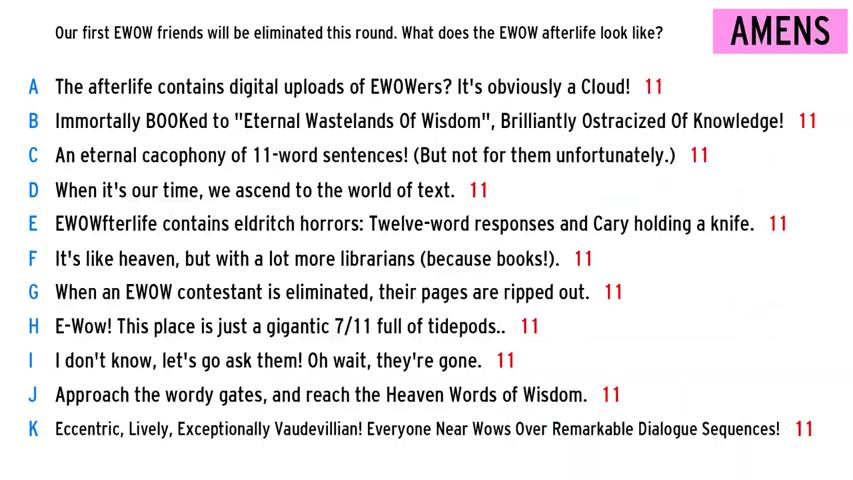 Our first EWOW friends will be eliminated this round. What does the EWOW afterlife look like?
AMENS
A The afterlife contains digital uploads of EWOWers? It's obviously a Cloud! 11
B Immortally BOOKed to "Eternal Wastelands Of Wisdom", Brilliantly Ostracized Of Knowledge! 11
C An eternal cacophony of 11-word sentences! (But not for them unfortunately.) 11
D When it's our time, we ascend to the world of text. 11
E EWOWfterlife contains eldritch horrors: Twelve-word responses and Cary holding a knife. 11
F It's like heaven, but with a lot more librarians (because books!). 11
G When an EWOW contestant is eliminated, their pages are ripped out. 11
H E-Wow! This place is just a gigantic 7/11 full of tidepods.. 11
I I don't know, let's go ask them! Oh wait, they're gone. 11
J Approach the wordy gates, and reach the Heaven Words of Wisdom. 11
K Eccentric, Lively, Exceptionally Vaudevillian! Everyone Near Wows Over Remarkable Dialogue Sequences! 11